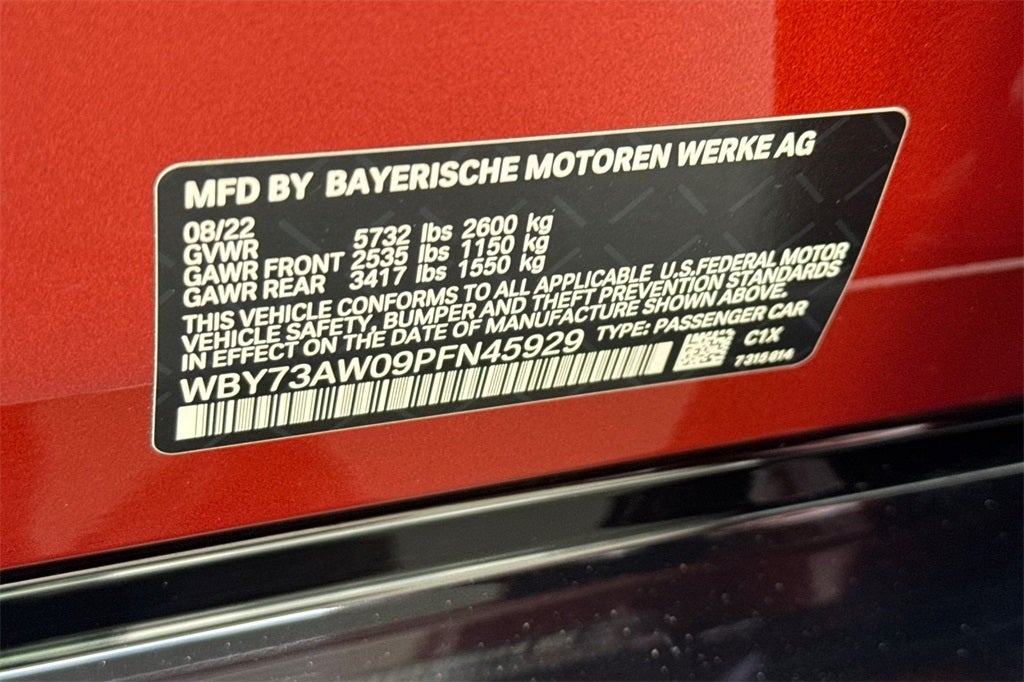 MFD BY BAYERISCHE MOTOREN WERKE AG
08/22
GVWR 5732 lbs 2600 kg
GAWR FRONT 2535 lbs 1150 kg
GAWR REAR 3417 lbs 1550 kg
THIS VEHICLE CONFORMS TO ALL APPLICABLE U.S.FEDERAL MOTOR
VEHICLE SAFETY, BUMPER AND THEFT PREVENTION STANDARDS
IN EFFECT ON THE DATE OF MANUFACTURE SHOWN ABOVE.
WBY73AW09PFN45929 TYPE: PASSENGER CAR
C1X